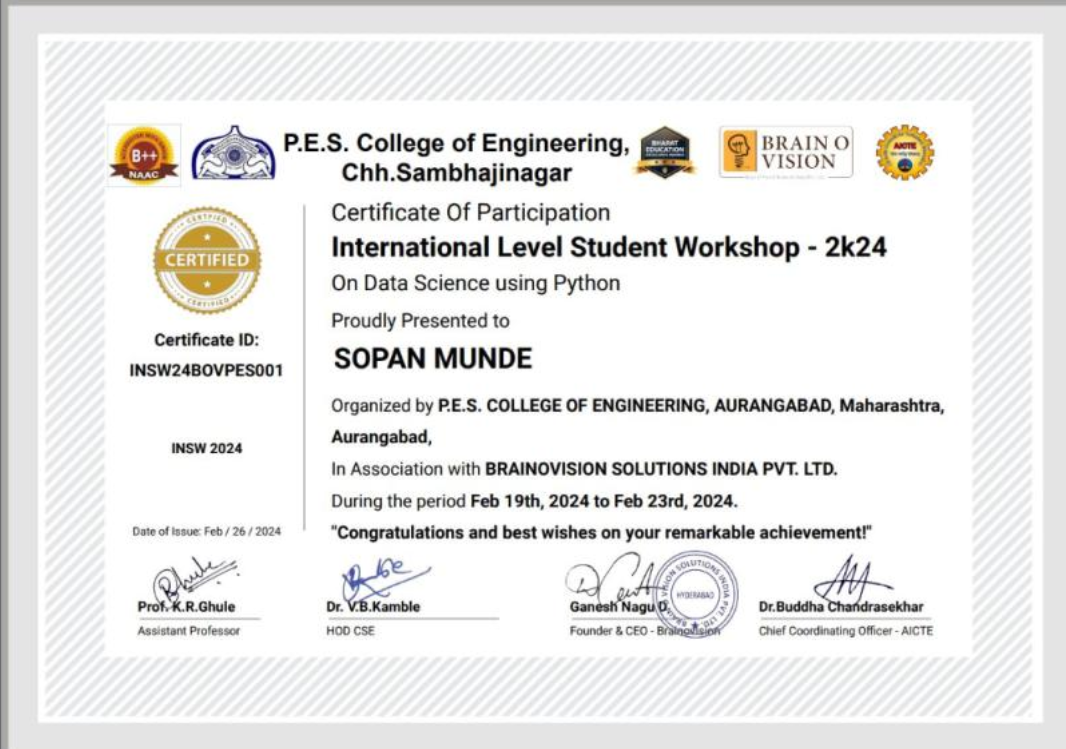 B++
NAAC
P.E.S. College of Engineering,
Chh.Sambhajinagar
BHARAT
EDUCATION
BRAIN O
VISION
AICTE
CERTIFIED
CERTIFIED
CERTIFIED
Certificate ID:
INSW24BOVPES001
INSW 2024
Date of Issue: Feb / 26 / 2024
Certificate Of Participation
International Level Student Workshop - 2k24
On Data Science using Python
Proudly Presented to
SOPAN MUNDE
Organized by P.E.S. COLLEGE OF ENGINEERING, AURANGABAD, Maharashtra,
Aurangabad,
In Association with BRAINOVISION SOLUTIONS INDIA PVT. LTD.
During the period Feb 19th, 2024 to Feb 23rd, 2024.
"Congratulations and best wishes on your remarkable achievement!"
Prof. K.R.Ghule
Assistant Professor
Dr. V.B.Kamble
HOD CSE
Ganesh Nagu D.
Founder & CEO - Brainovision
VISION SOLUTIONS INDIA PVT. LTD.
HYDERABAD
Dr.Buddha Chandrasekhar
Chief Coordinating Officer - AICTE